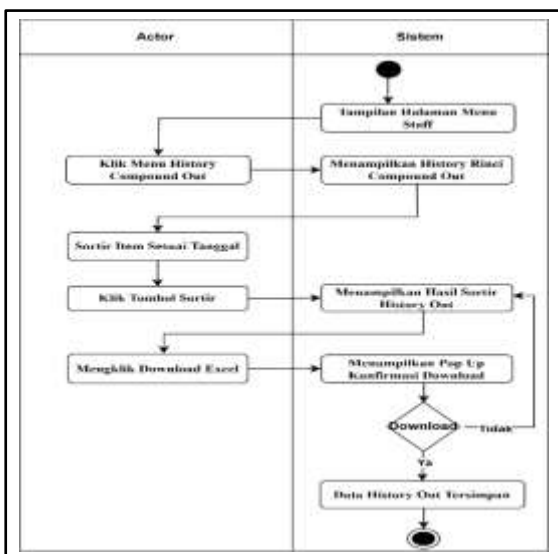 Actor
Sistem
Tampilan Halaman Menu
Staff
Klik Menu History
Compound Out
Menampilkan History Rinci
Compound Out
Sortir Item Sesuai Tanggal
Klik Tombol Sortir
Menampilkan Hasil Sortir
History Out
Mengklik Download Excel
Menampilkan Pop Up
Konfirmasi Download
Download
Tidak
Ya
Data History Out Tersimpan